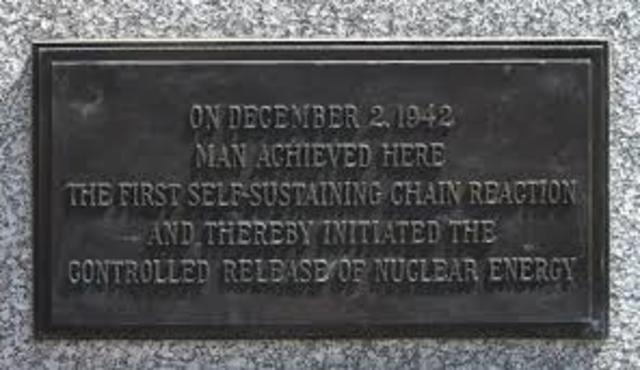 ON DECEMBER 2, 1942
MAN ACHIEVED HERE
THE FIRST SELF-SUSTAINING CHAIN REACTION
AND THEREBY INITIATED THE
CONTROLLED RELEASE OF NUCLEAR ENERGY